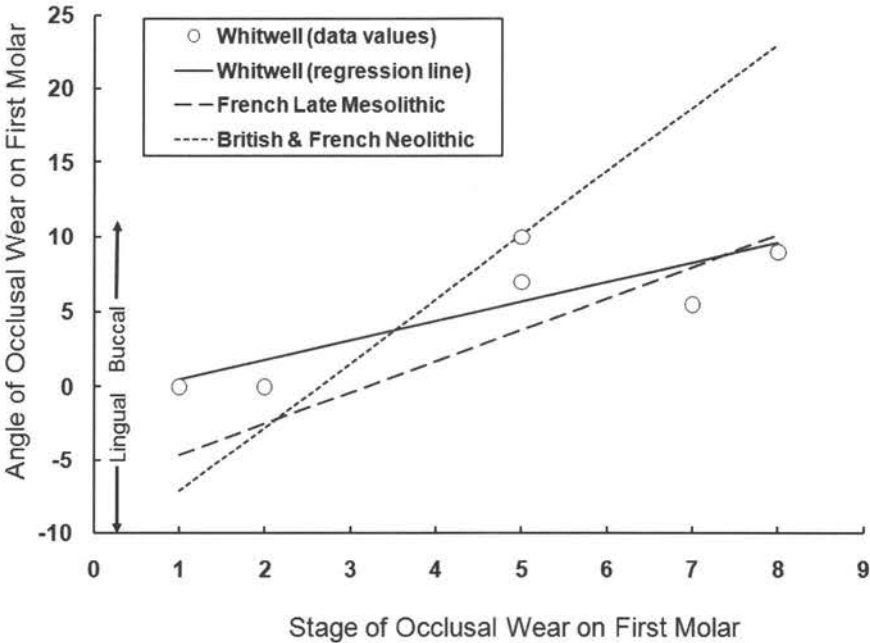 Whitwell (data values)
Whitwell (regression line)
French Late Mesolithic
British & French Neolithic
Angle of Occlusal Wear on First Molar
25
20
15
10
5
0
-5
-10
Buccal
Lingual
0 1 2 3 4 5 6 7 8 9
Stage of Occlusal Wear on First Molar